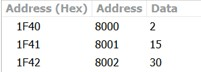 Address (Hex) Address Data
1F40 8000 2
1F41 8001 15
1F42 8002 30